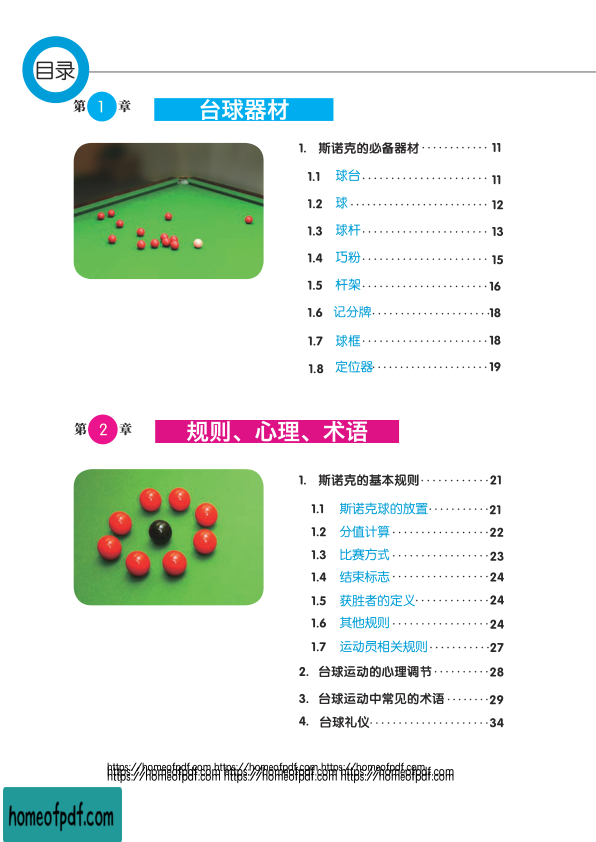 目录
第 1 章 台球器材
1. 斯诺克的必备器材 ············ 11
1.1 球台 ······················ 11
1.2 球 ························ 12
1.3 球杆 ······················ 13
1.4 巧粉 ······················ 15
1.5 杆架 ······················ 16
1.6 记分牌 ···················· 18
1.7 球框 ······················ 18
1.8 定位器 ···················· 19
第 2 章 规则、心理、术语
1. 斯诺克的基本规则 ············ 21
1.1 斯诺克球的放置 ············ 21
1.2 分值计算 ·················· 22
1.3 比赛方式 ·················· 23
1.4 结束标志 ·················· 24
1.5 获胜者的定义 ·············· 24
1.6 其他规则 ·················· 24
1.7 运动员相关规则 ············ 27
2. 台球运动的心理调节 ·········· 28
3. 台球运动中常见的术语 ········ 29
4. 台球礼仪 ···················· 34
https://homeofpdf.com https://homeofpdf.com https://homeofpdf.com
https://homeofpdf.com https://homeofpdf.com https://homeofpdf.com
https://homeofpdf.com https://homeofpdf.com https://homeofpdf.com
homeofpdf.com